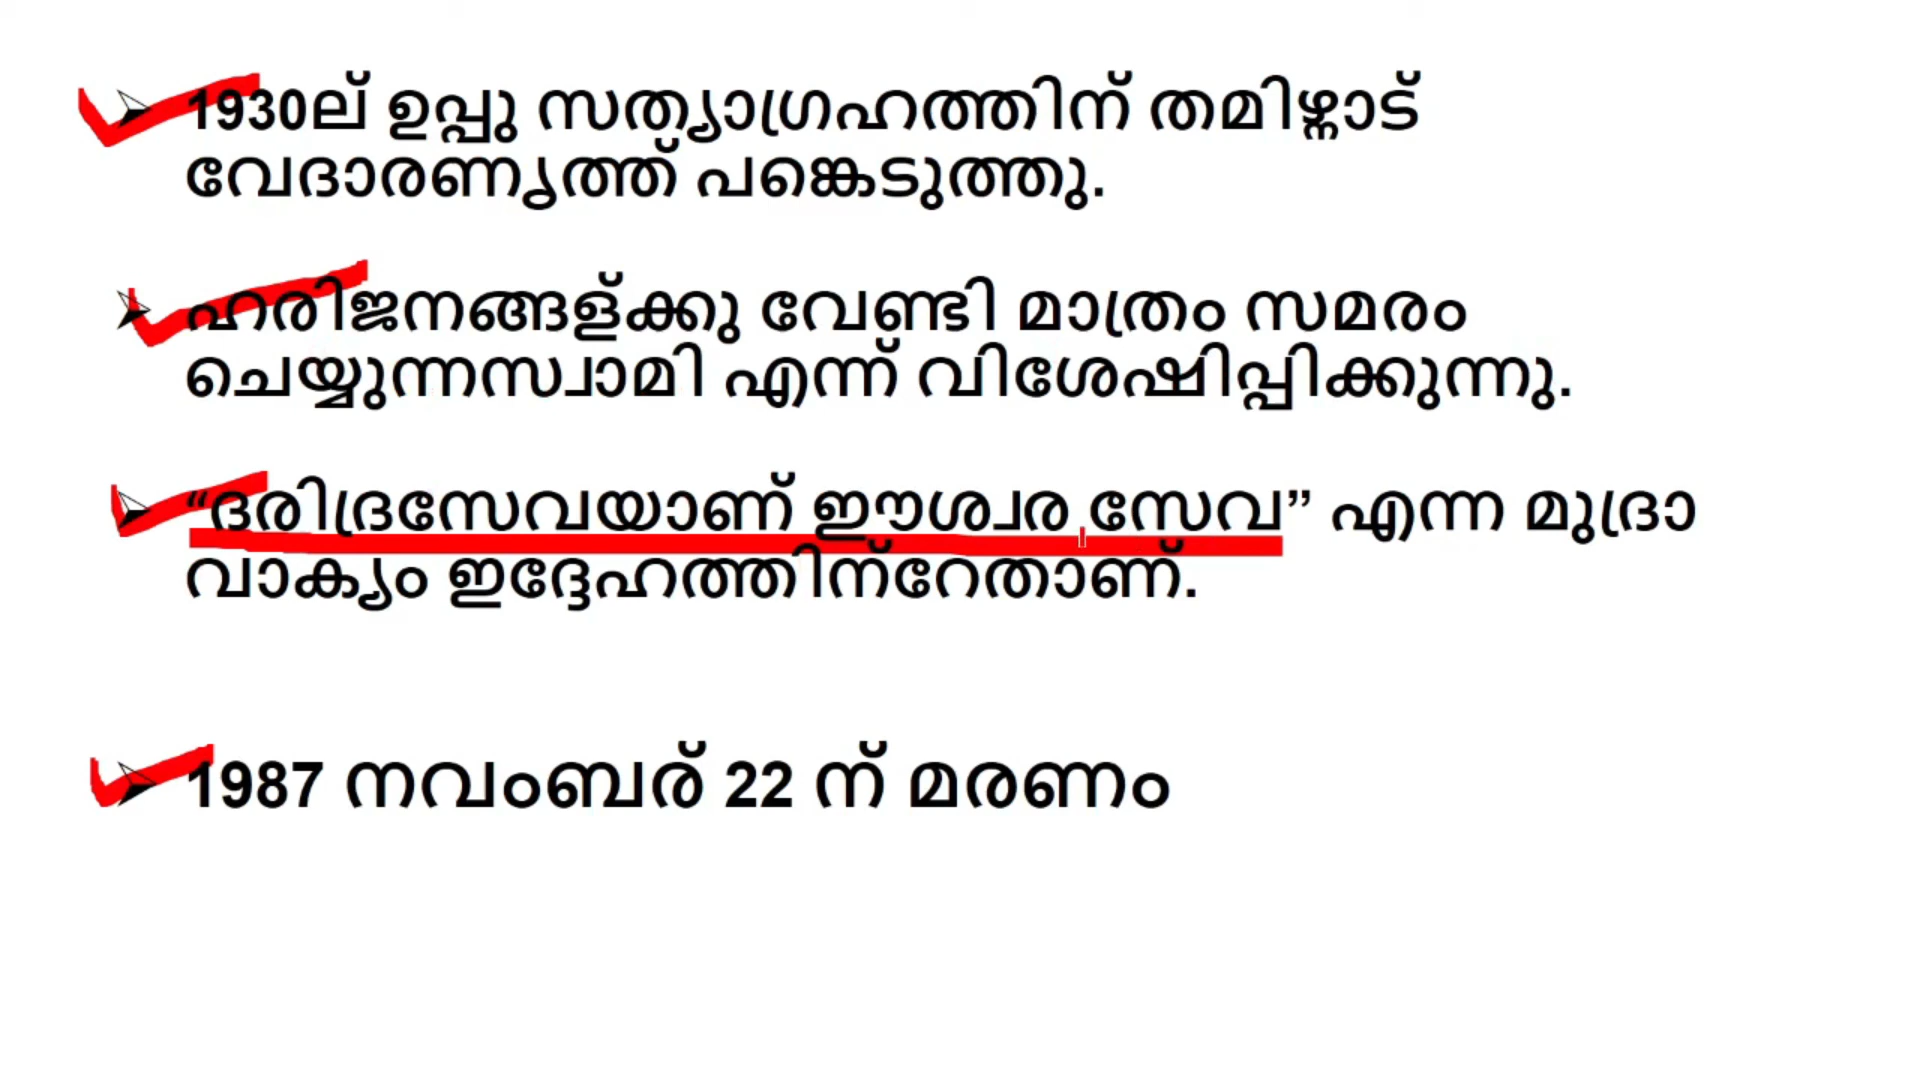 1930ല് ഉപ്പു സത്യാഗ്രഹത്തിന് തമിഴ്നാട്
വേദാരണൃത്ത് പങ്കെടുത്തു.
ഹരിജനങ്ങള്ക്കു വേണ്ടി മാത്രം സമരം
ചെയ്യുന്നസ്വാമി എന്ന് വിശേഷിപ്പിക്കുന്നു.
“ദരിദ്രസേവയാണ് ഈശ്വര സേവ” എന്ന മുദ്രാ
വാക്യം ഇദ്ദേഹത്തിന്റേതാണ്.
1987 നവംബര് 22 ന് മരണം